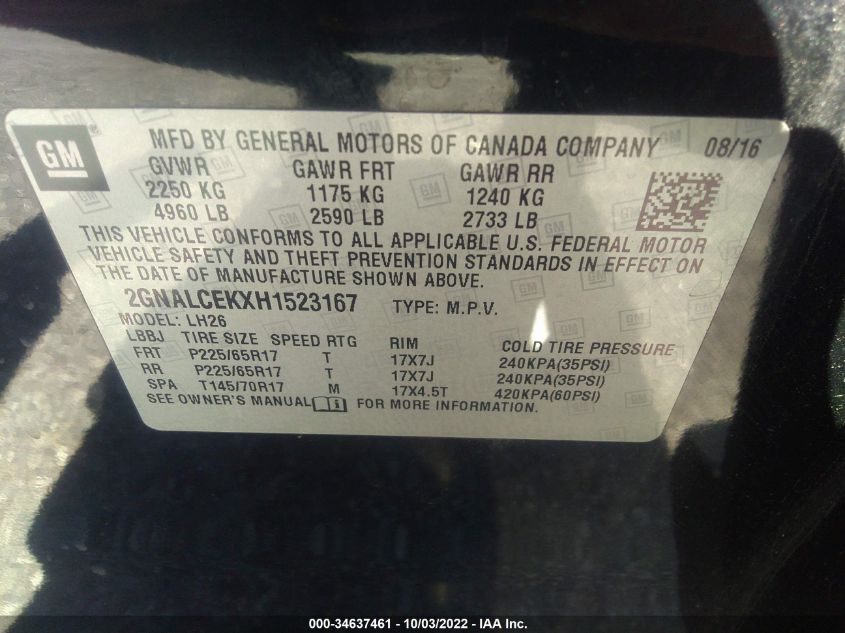 GM
MFD BY GENERAL MOTORS OF CANADA COMPANY 08/16
GVWR GAWR FRT GAWR RR
2250 KG 1175 KG 1240 KG
4960 LB 2590 LB 2733 LB
THIS VEHICLE CONFORMS TO ALL APPLICABLE U.S. FEDERAL MOTOR
VEHICLE SAFETY AND THEFT PREVENTION STANDARDS IN EFFECT ON
THE DATE OF MANUFACTURE SHOWN ABOVE.
2GNALCEKXH1523167 TYPE: M.P.V.
MODEL: LH26
LBBJ TIRE SIZE SPEED RTG RIM COLD TIRE PRESSURE
FRT P225/65R17 T 17X7J 240KPA(35PSI)
RR P225/65R17 T 17X7J 240KPA(35PSI)
SPA T145/70R17 M 17X4.5T 420KPA(60PSI)
SEE OWNER'S MANUAL FOR MORE INFORMATION.
000-34637461 - 10/03/2022 - IAA Inc.